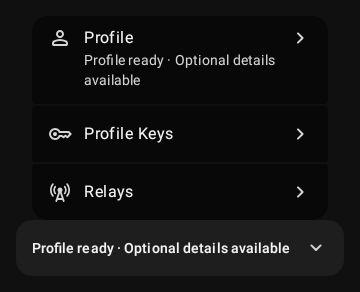 Profile
Profile ready · Optional details
available
Profile Keys
Relays
Profile ready · Optional details available